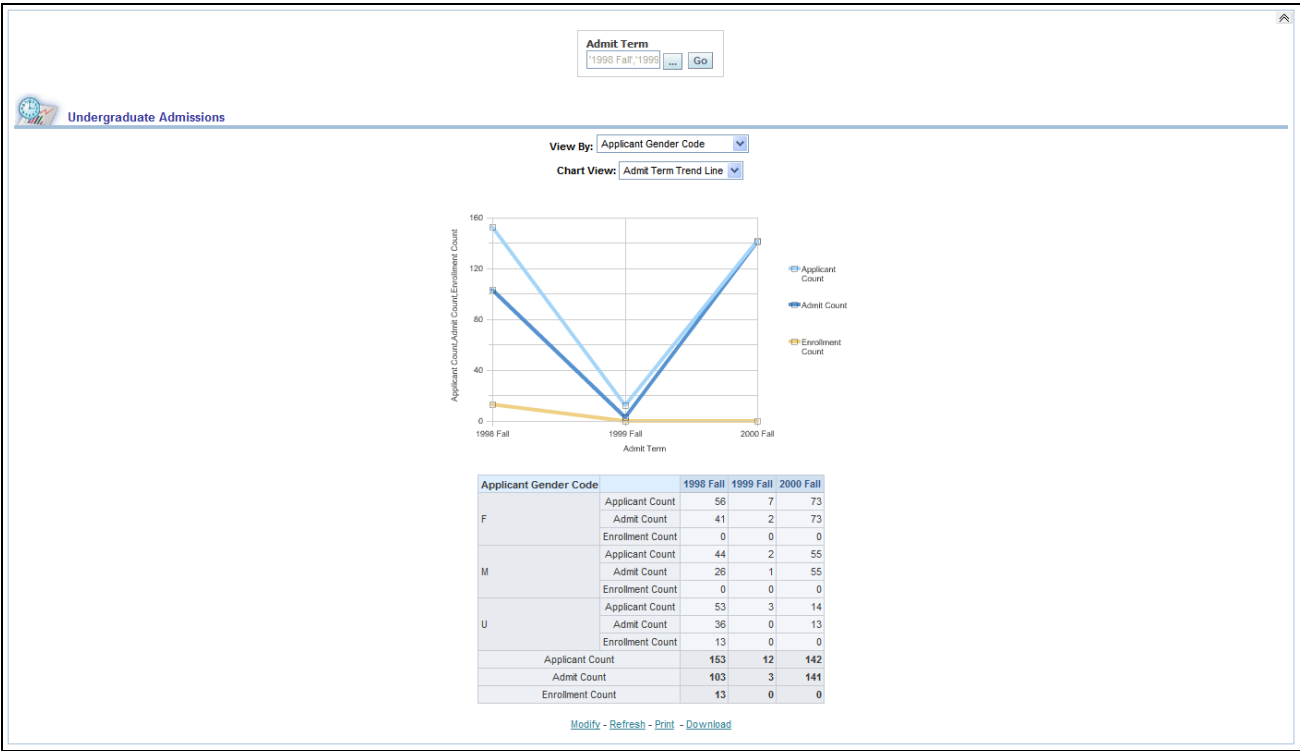 Admit Term
'1998 Fall','1999
...
Go
Undergraduate Admissions
View By: Applicant Gender Code
Chart View: Admit Term Trend Line
Applicant Count,Admit Count,Enrollment Count
160
120
80
40
0
1998 Fall 1999 Fall 2000 Fall
Admit Term
Applicant
Count
Admit Count
Enrollment
Count
Applicant Gender Code 1998 Fall 1999 Fall 2000 Fall
F Applicant Count 56 7 73
Admit Count 41 2 73
Enrollment Count 0 0 0
M Applicant Count 44 2 55
Admit Count 26 1 55
Enrollment Count 0 0 0
U Applicant Count 53 3 14
Admit Count 36 0 13
Enrollment Count 13 0 0
Applicant Count 153 12 142
Admit Count 103 3 141
Enrollment Count 13 0 0
Modify - Refresh - Print - Download